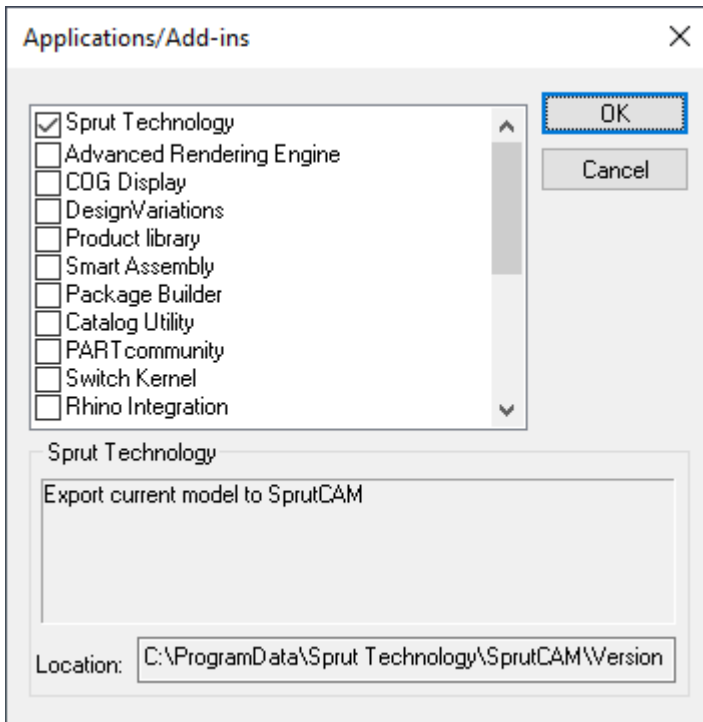 Applications/Add-ins
Sprut Technology
OK
Advanced Rendering Engine
Cancel
COG Display
DesignVariations
Product library
Smart Assembly
Package Builder
Catalog Utility
PARTcommunity
Switch Kernel
Rhino Integration
Sprut Technology
Export current model to SprutCAM
Location: C:\ProgramData\Sprut Technology\SprutCAM\Version